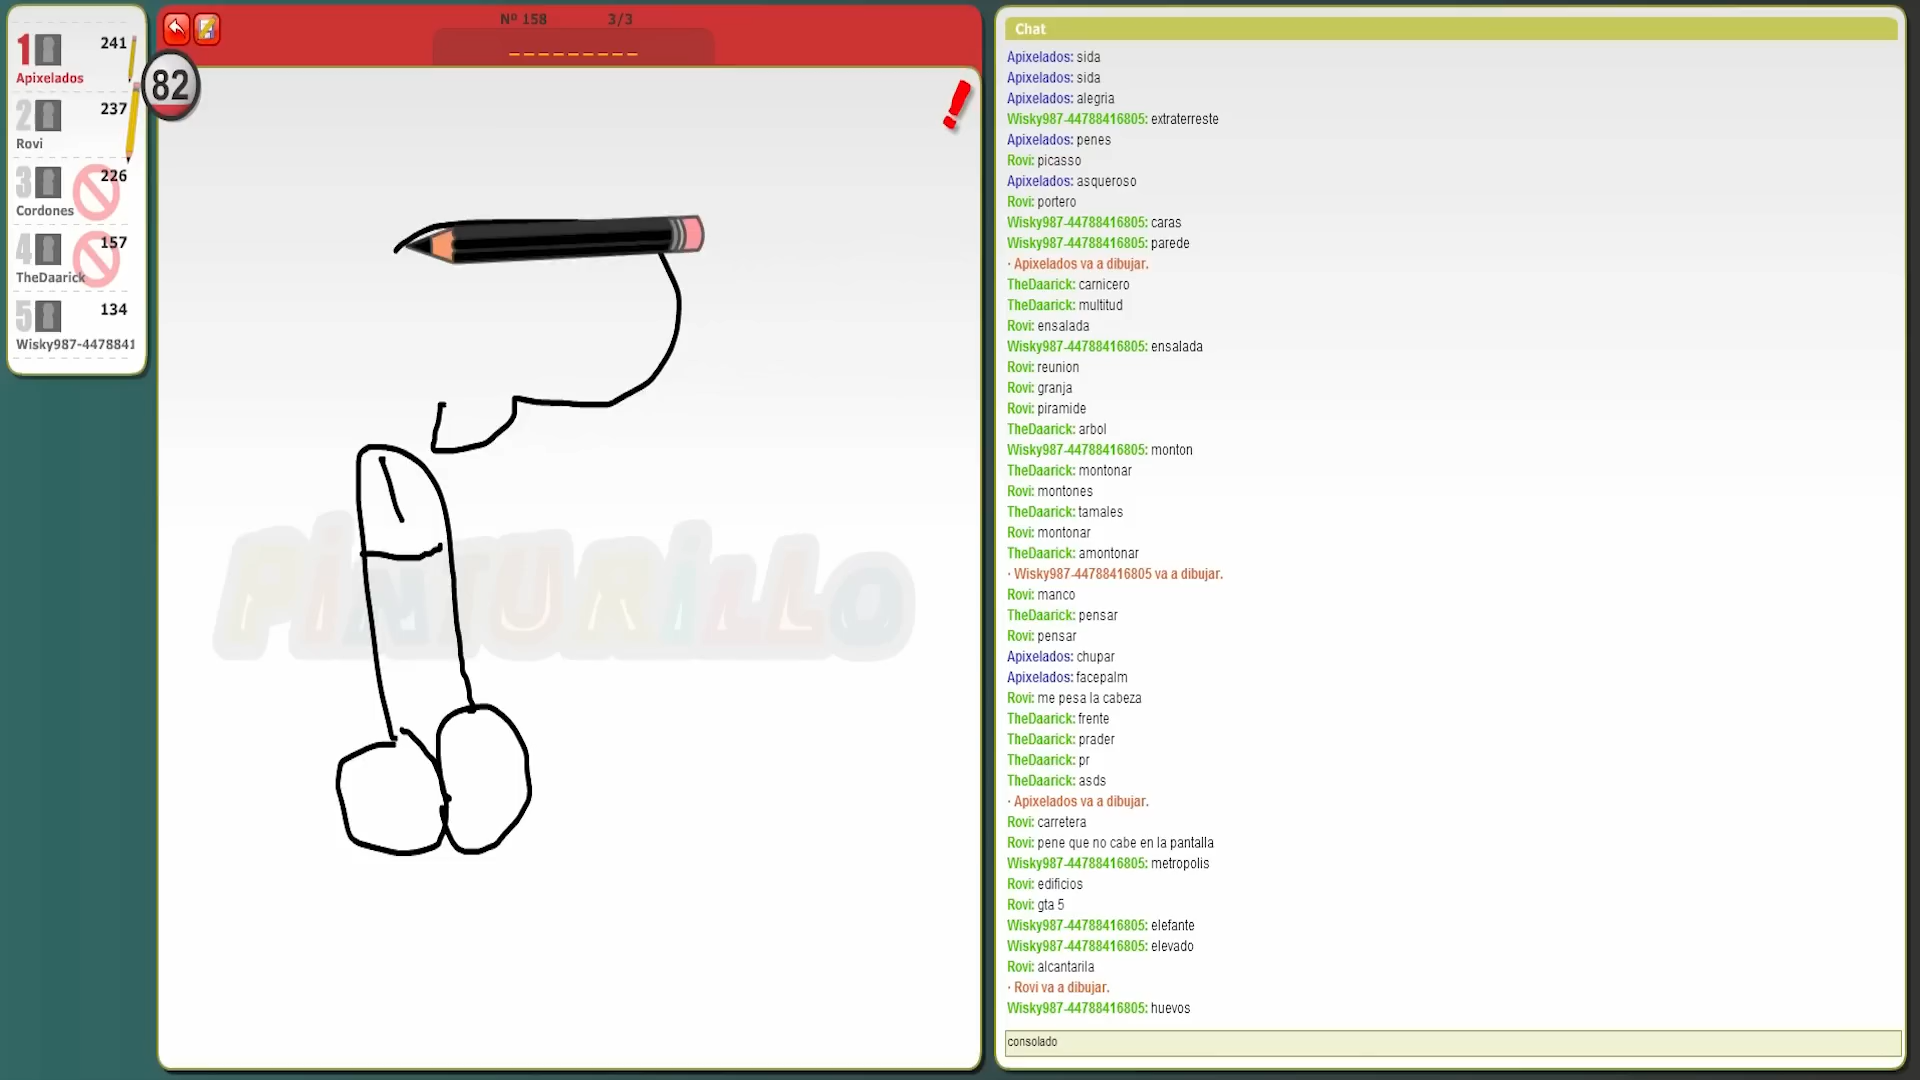 1
241
Apixelados
2
237
Rovi
3
226
Cordones
4
157
TheDaarick
5
134
Wisky987-4478841
82
Nº 158
3/3
_ _ _ _ _ _ _ _ _
!
PINTURILLO
Chat
Apixelados: sida
Apixelados: sida
Apixelados: alegria
Wisky987-44788416805: extraterreste
Apixelados: penes
Rovi: picasso
Apixelados: asqueroso
Rovi: portero
Wisky987-44788416805: caras
Wisky987-44788416805: parede
· Apixelados va a dibujar.
TheDaarick: carnicero
TheDaarick: multitud
Rovi: ensalada
Wisky987-44788416805: ensalada
Rovi: reunion
Rovi: granja
Rovi: piramide
TheDaarick: arbol
Wisky987-44788416805: monton
TheDaarick: montonar
Rovi: montones
TheDaarick: tamales
Rovi: montonar
TheDaarick: amontonar
· Wisky987-44788416805 va a dibujar.
Rovi: manco
TheDaarick: pensar
Rovi: pensar
Apixelados: chupar
Apixelados: facepalm
Rovi: me pesa la cabeza
TheDaarick: frente
TheDaarick: prader
TheDaarick: pr
TheDaarick: asds
· Apixelados va a dibujar.
Rovi: carretera
Rovi: pene que no cabe en la pantalla
Wisky987-44788416805: metropolis
Rovi: edificios
Rovi: gta 5
Wisky987-44788416805: elefante
Wisky987-44788416805: elevado
Rovi: alcantarila
· Rovi va a dibujar.
Wisky987-44788416805: huevos
consolado